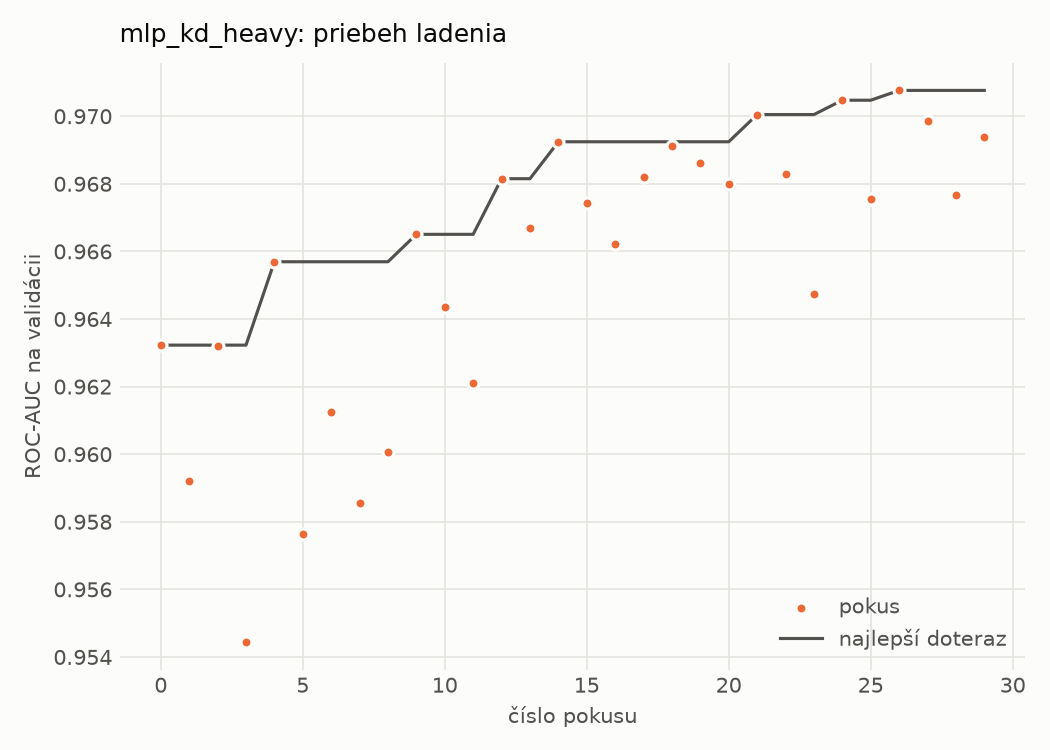 mlp_kd_heavy: priebeh ladenia
ROC-AUC na validácii
0.970
0.968
0.966
0.964
0.962
0.960
0.958
0.956
0.954
pokus
najlepší doteraz
0 5 10 15 20 25 30
číslo pokusu